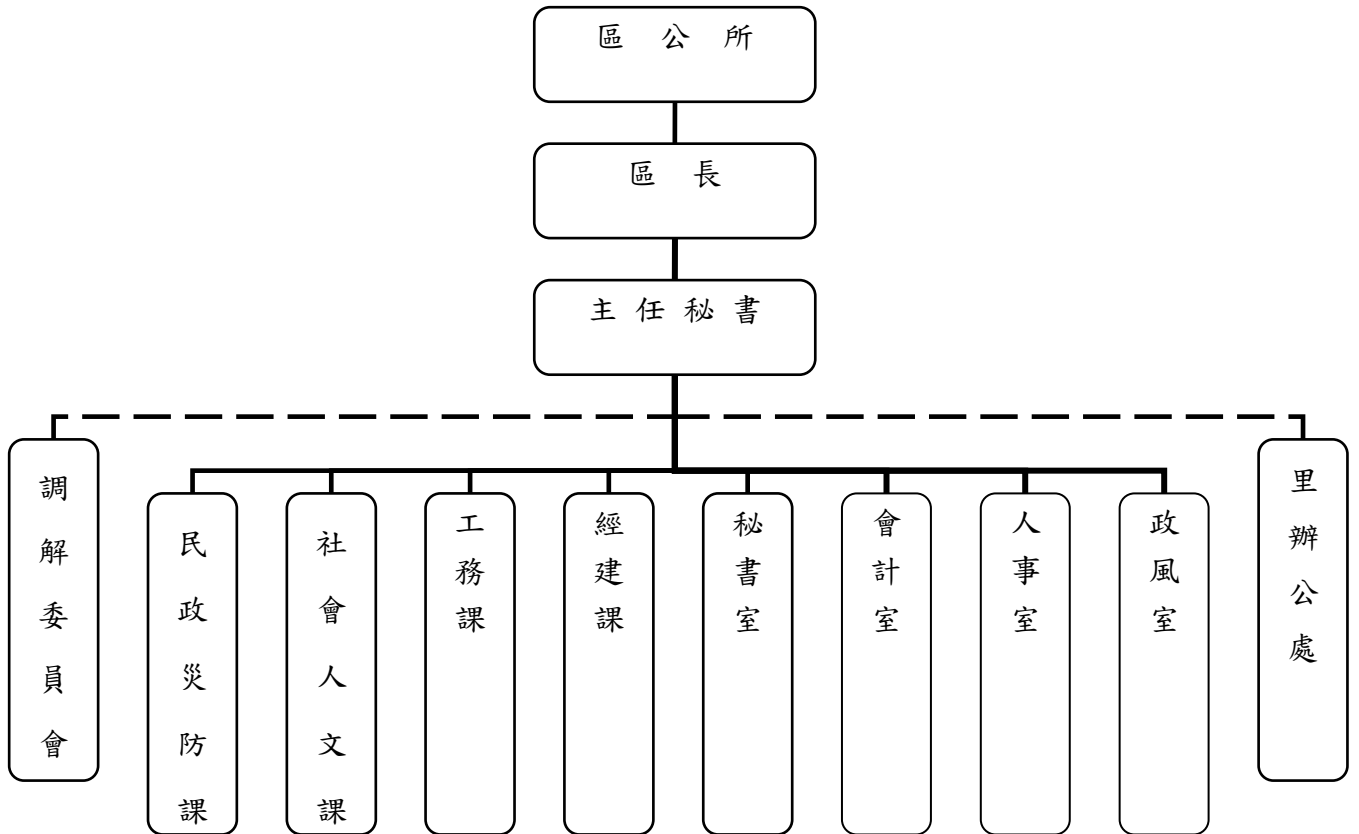 區公所
區長
主任秘書
調解委員會
民政災防課
社會人文課
工務課
經建課
秘書室
會計室
人事室
政風室
里辦公處